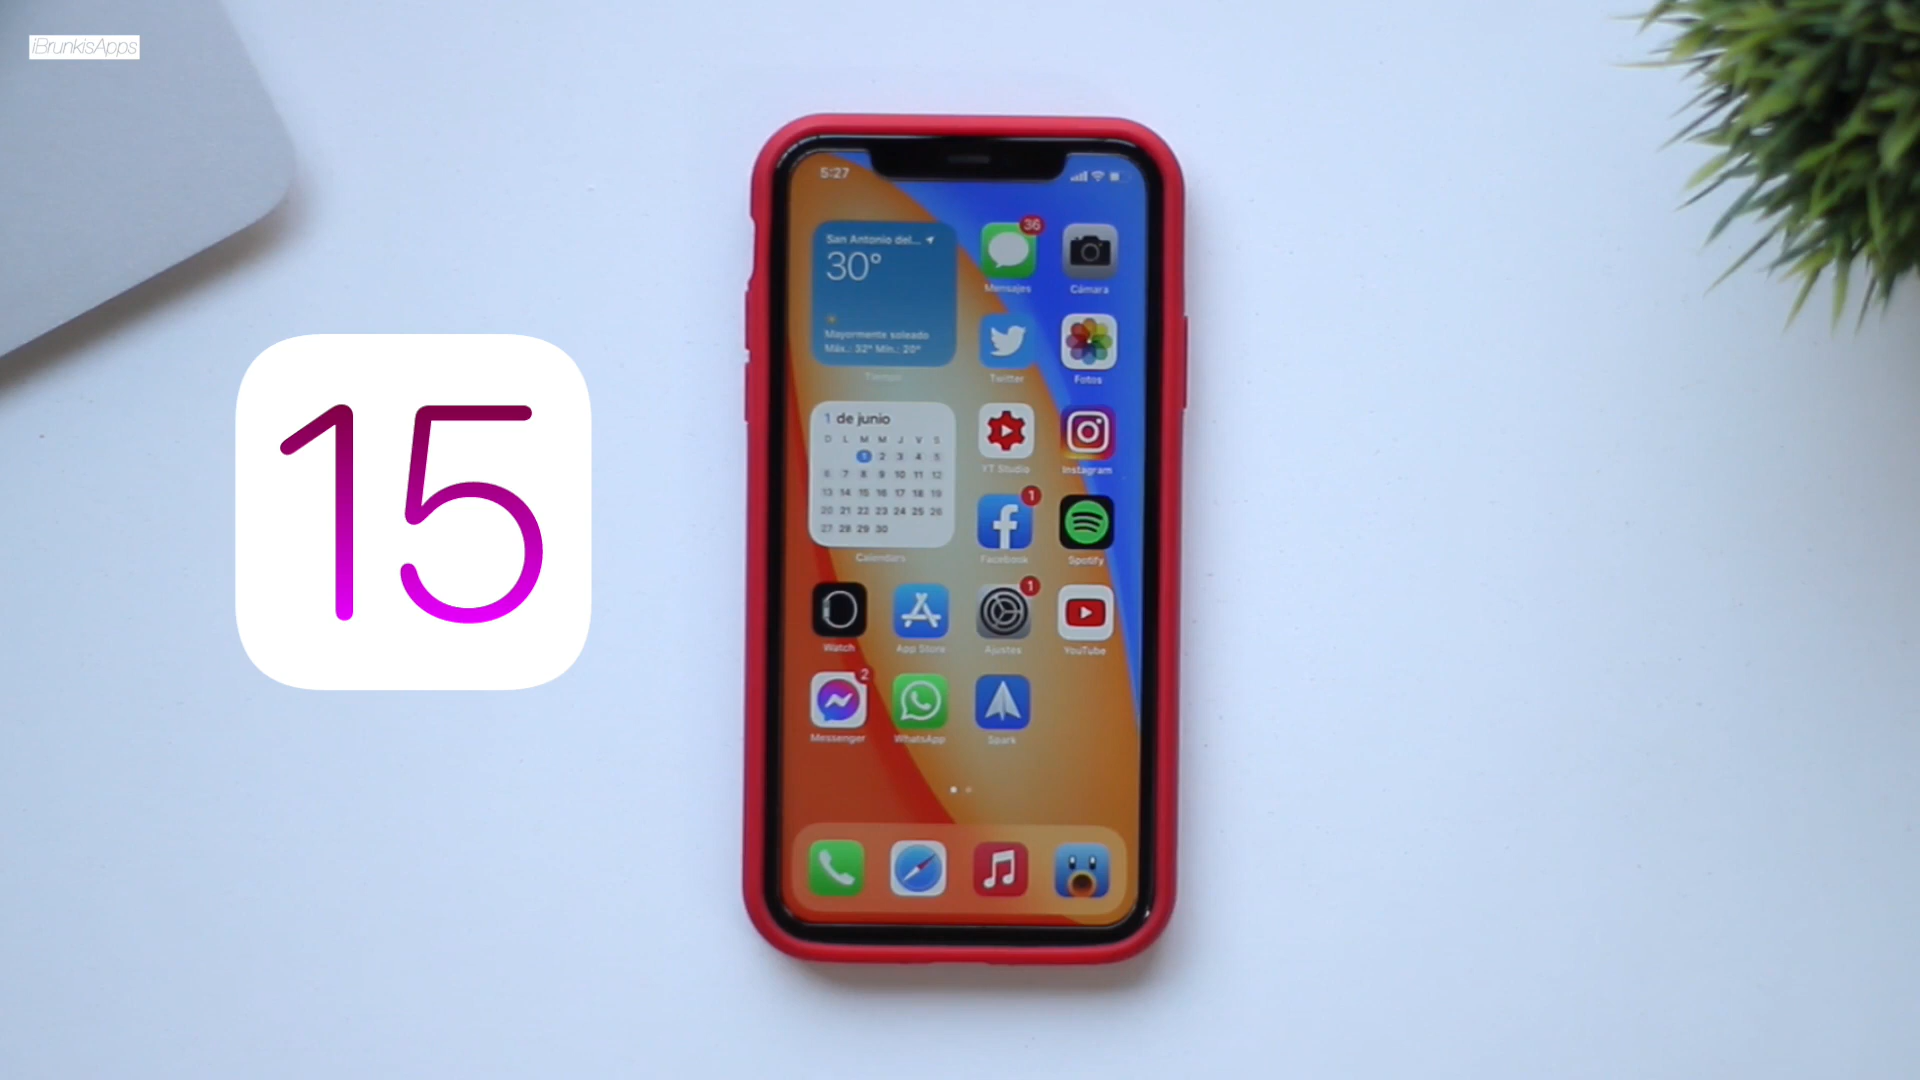 iBrunkisApps
15
5:27
San Antonio del...
30°
Mayormente soleado
Máx.: 32° Mín.: 20°
Tiempo
36
Mensajes
Cámara
Twitter
Fotos
1 de junio
D L M M J V S
1 2 3 4 5
6 7 8 9 10 11 12
13 14 15 16 17 18 19
20 21 22 23 24 25 26
27 28 29 30
Calendario
YT Studio
Instagram
1
Facebook
Spotify
Watch
App Store
1
Ajustes
YouTube
2
Messenger
WhatsApp
Spark